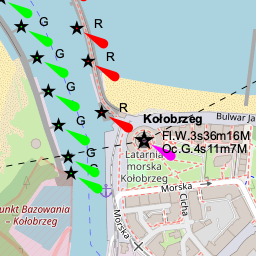 R
G
G
R
G
G
R
Kołobrzeg
Bulwar Ja
Fl.W.3s36m16M
Oc.G.4s11m7M
G
G
Latarnia
morska
Kołobrzeg
Morska
Morska
Cicha
unkt Bazowania
– Kołobrzeg